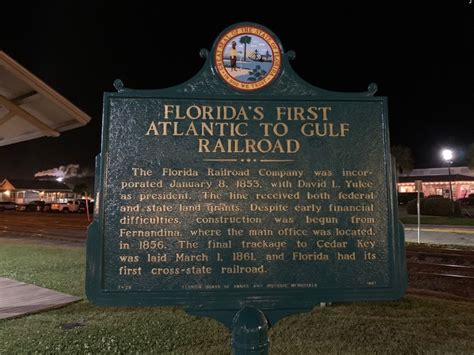 FLORIDA'S FIRST
ATLANTIC TO GULF
RAILROAD
The Florida Railroad Company was incor-
porated January 8, 1853, with David L. Yulee
as president. The line received both federal
and state land grants. Despite early financial
difficulties, construction was begun from
Fernandina, where the main office was located,
in 1856. The final trackage to Cedar Key
was laid March 1, 1861, and Florida had its
first cross-state railroad.